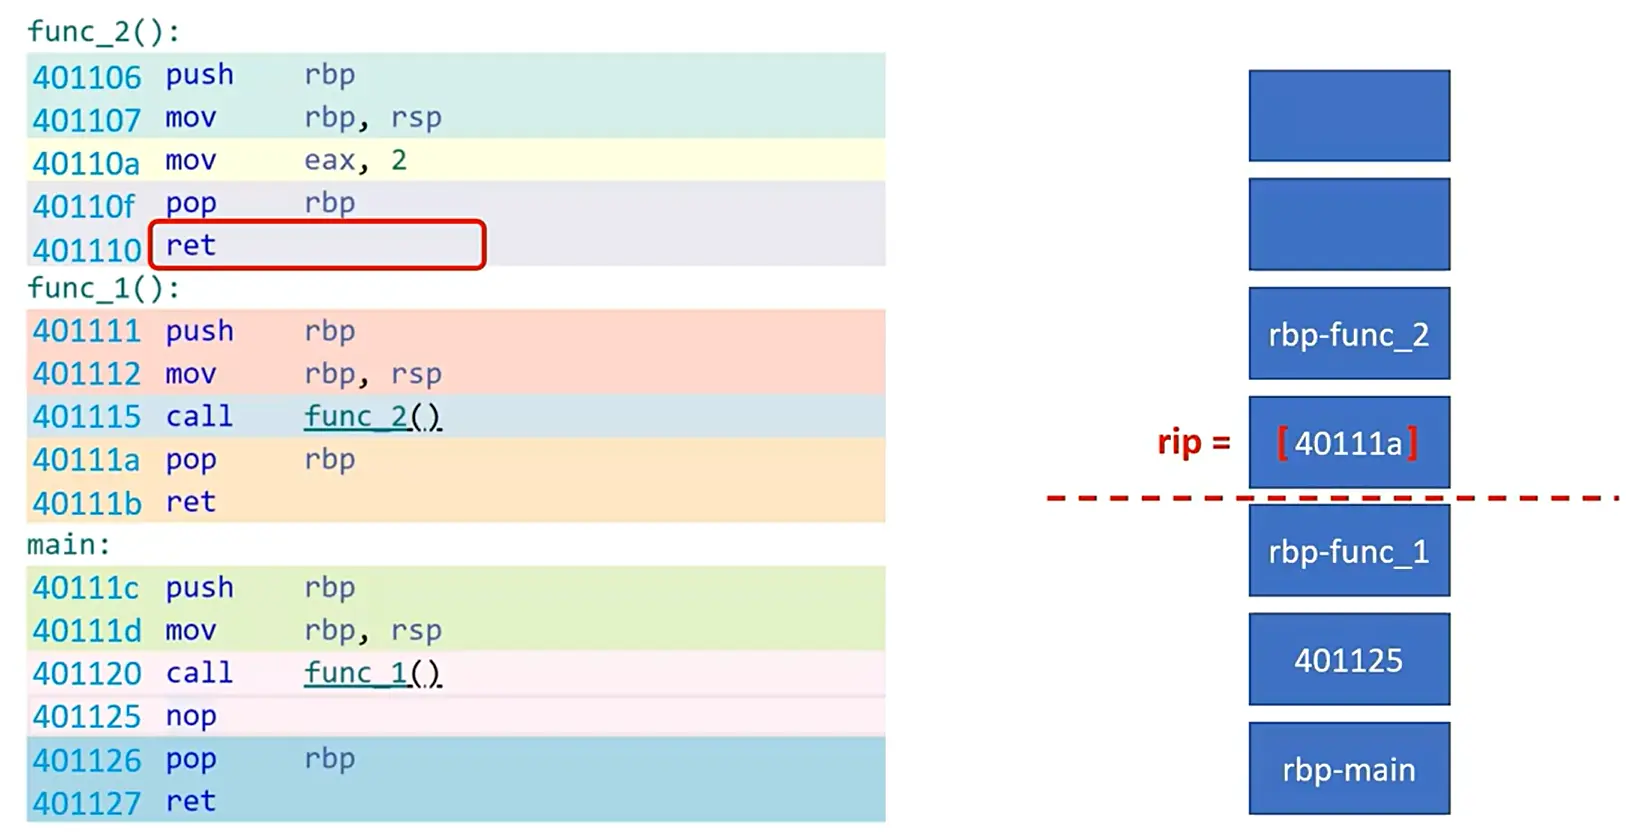 func_2():
401106 push rbp
401107 mov rbp, rsp
40110a mov eax, 2
40110f pop rbp
401110 ret
func_1():
401111 push rbp
401112 mov rbp, rsp
401115 call func_2()
40111a pop rbp
40111b ret
main:
40111c push rbp
40111d mov rbp, rsp
401120 call func_1()
401125 nop
401126 pop rbp
401127 ret
rbp-func_2
rip = [40111a]
rbp-func_1
401125
rbp-main